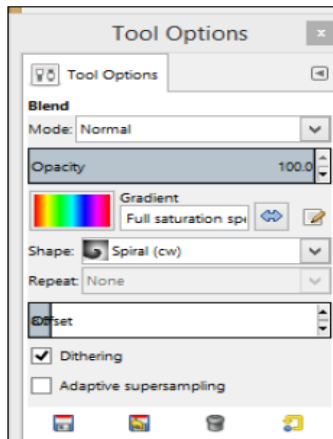 Tool Options
Tool Options
Blend
Mode: Normal
Opacity 100.0
Gradient
Full saturation spe
Shape: Spiral (cw)
Repeat: None
Offset
Dithering
Adaptive supersampling